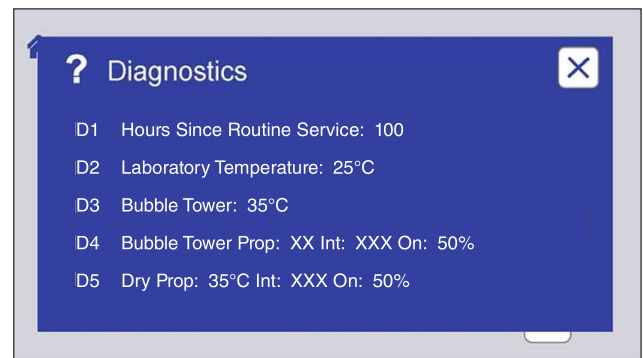 ? Diagnostics
D1 Hours Since Routine Service: 100
D2 Laboratory Temperature: 25°C
D3 Bubble Tower: 35°C
D4 Bubble Tower Prop: XX Int: XXX On: 50%
D5 Dry Prop: 35°C Int: XXX On: 50%